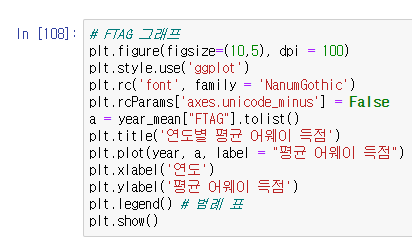 In [108]:
# FTAG 그래프
plt.figure(figsize=(10,5), dpi = 100)
plt.style.use('ggplot')
plt.rc('font', family = 'NanumGothic')
plt.rcParams['axes.unicode_minus'] = False
a = year_mean["FTAG"].tolist()
plt.title('연도별 평균 어웨이 득점')
plt.plot(year, a, label = "평균 어웨이 득점")
plt.xlabel('연도')
plt.ylabel('평균 어웨이 득점')
plt.legend() # 범례 표
plt.show()